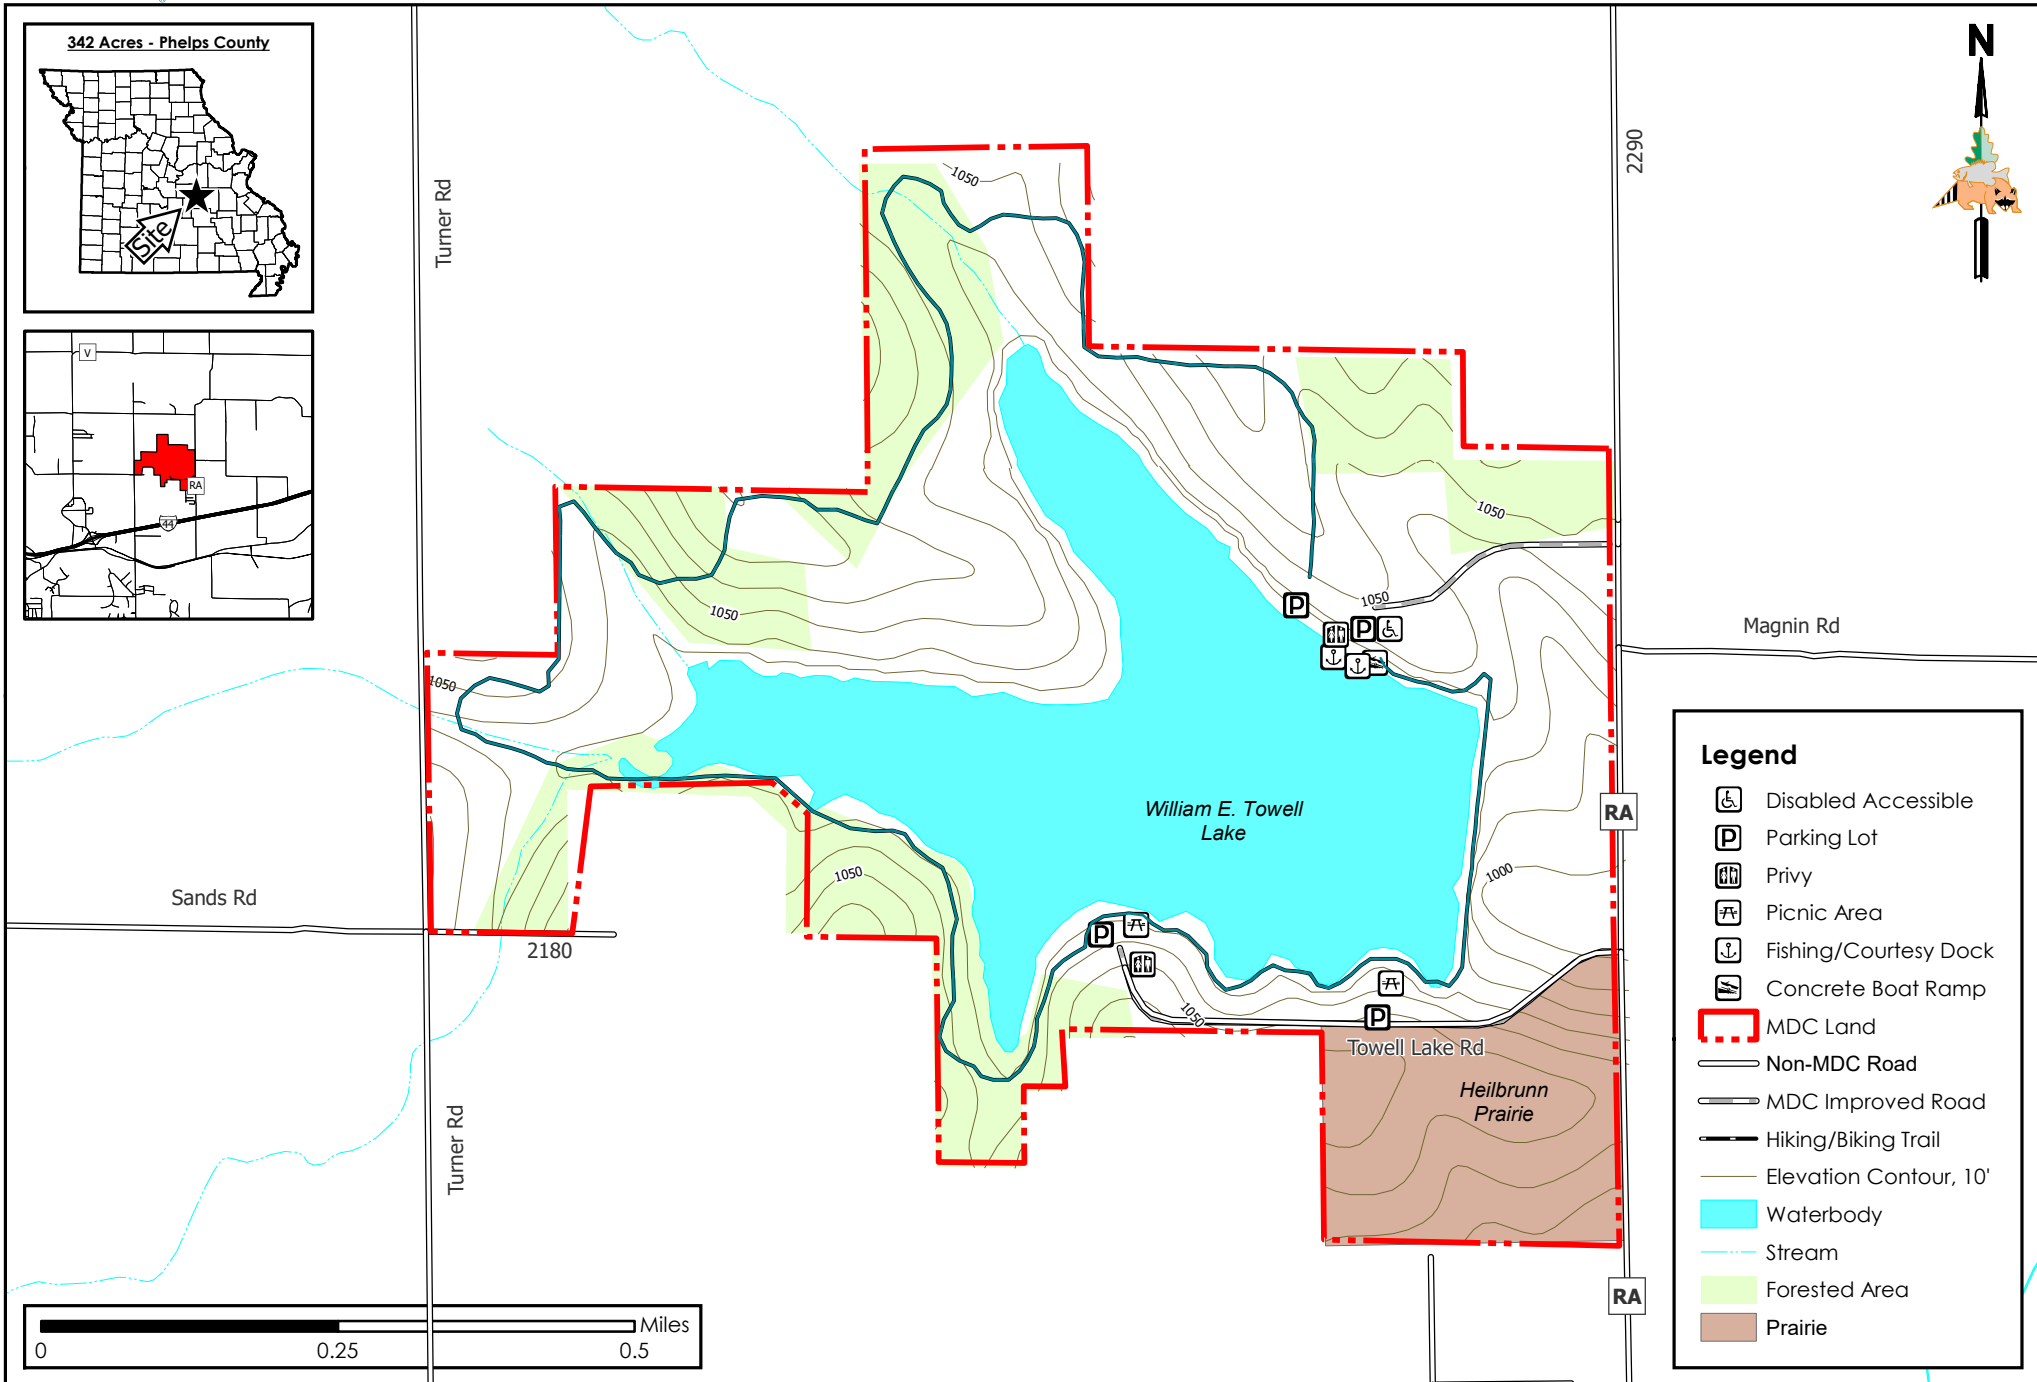 342 Acres - Phelps County
Site
V
RA
44
N
Turner Rd
2290
1050
1050
1050
1050
1050
Magnin Rd
William E. Towell
Lake
RA
1050
1000
Sands Rd
2180
1050
Towell Lake Rd
Heilbrunn
Prairie
Turner Rd
RA
Legend
Disabled Accessible
P
Parking Lot
Privy
Picnic Area
Fishing/Courtesy Dock
Concrete Boat Ramp
MDC Land
Non-MDC Road
MDC Improved Road
Hiking/Biking Trail
Elevation Contour, 10'
Waterbody
Stream
Forested Area
Prairie
P
P
P
P
Miles
0
0.25
0.5